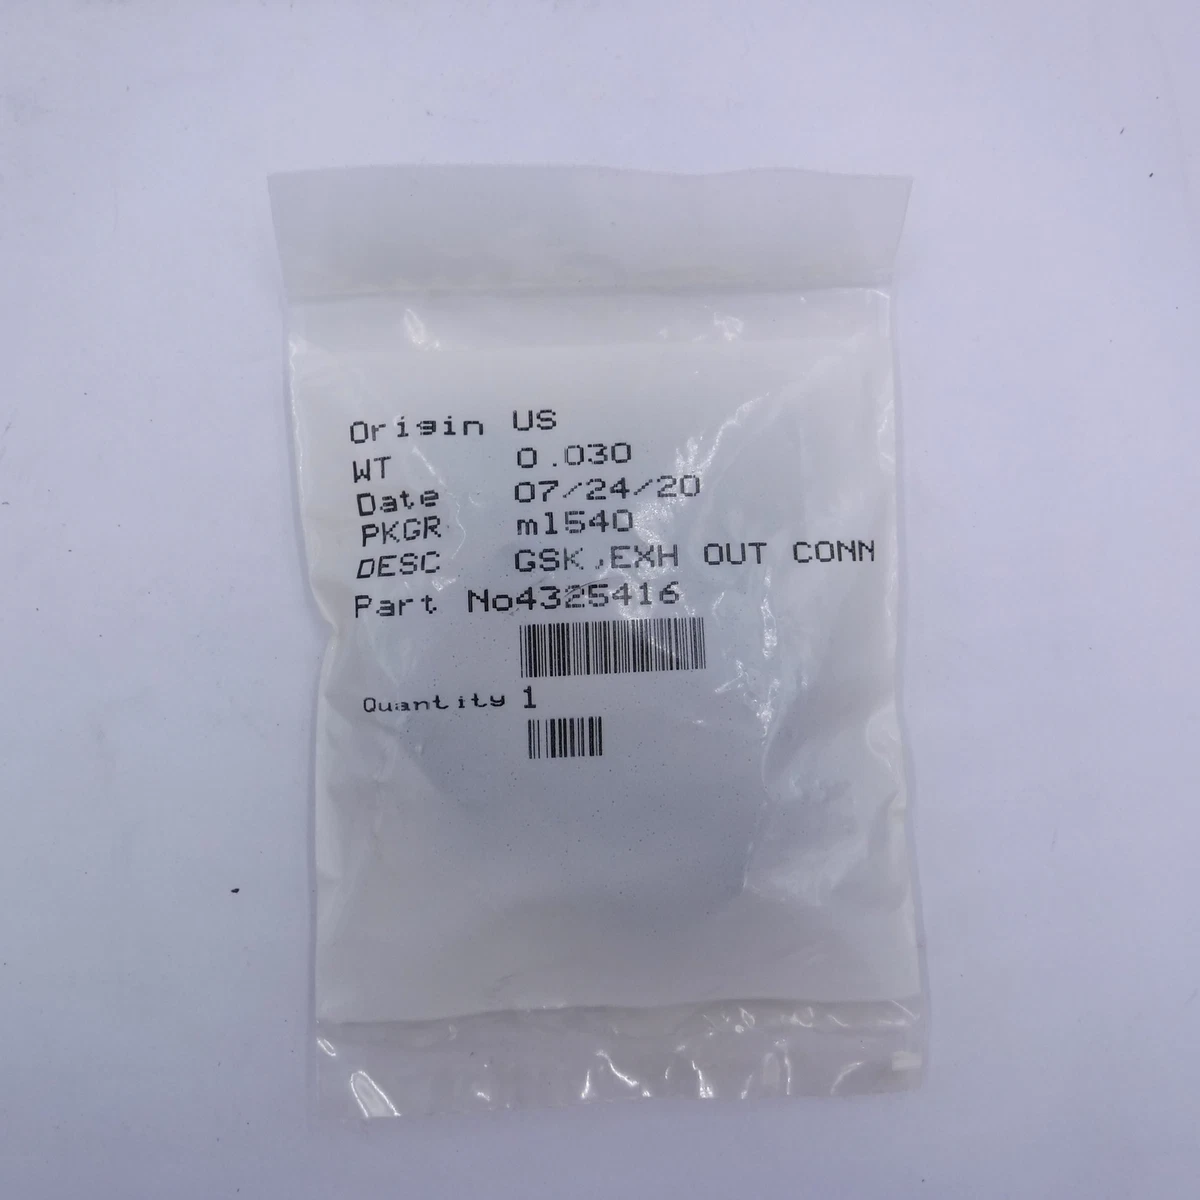 Origin US
WT 0.030
Date 07/24/20
PKGR m1540
DESC GSK,EXH OUT CONN
Part No4325416
Quantity 1